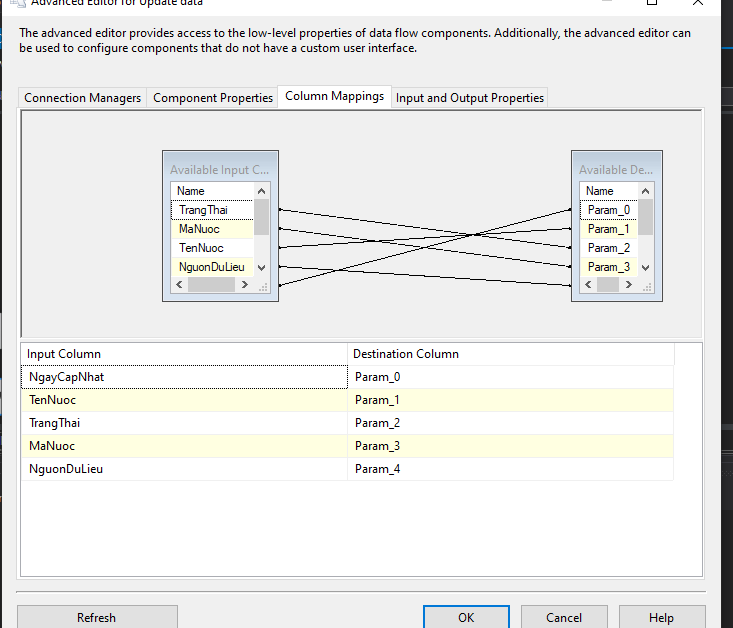 Advanced Editor for Update data
The advanced editor provides access to the low-level properties of data flow components. Additionally, the advanced editor can
be used to configure components that do not have a custom user interface.
Connection Managers Component Properties Column Mappings Input and Output Properties
Available Input C... Available De...
Name Name
TrangThai Param_0
MaNuoc Param_1
TenNuoc Param_2
NguonDuLieu Param_3
Input Column Destination Column
NgayCapNhat Param_0
TenNuoc Param_1
TrangThai Param_2
MaNuoc Param_3
NguonDuLieu Param_4
Refresh OK Cancel Help